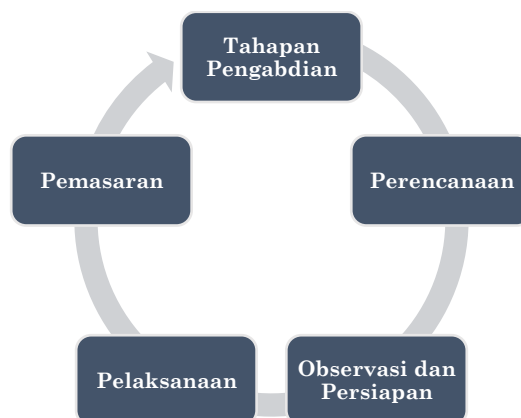 Tahapan
Pengabdian
Perencanaan
Observasi dan
Persiapan
Pelaksanaan
Pemasaran